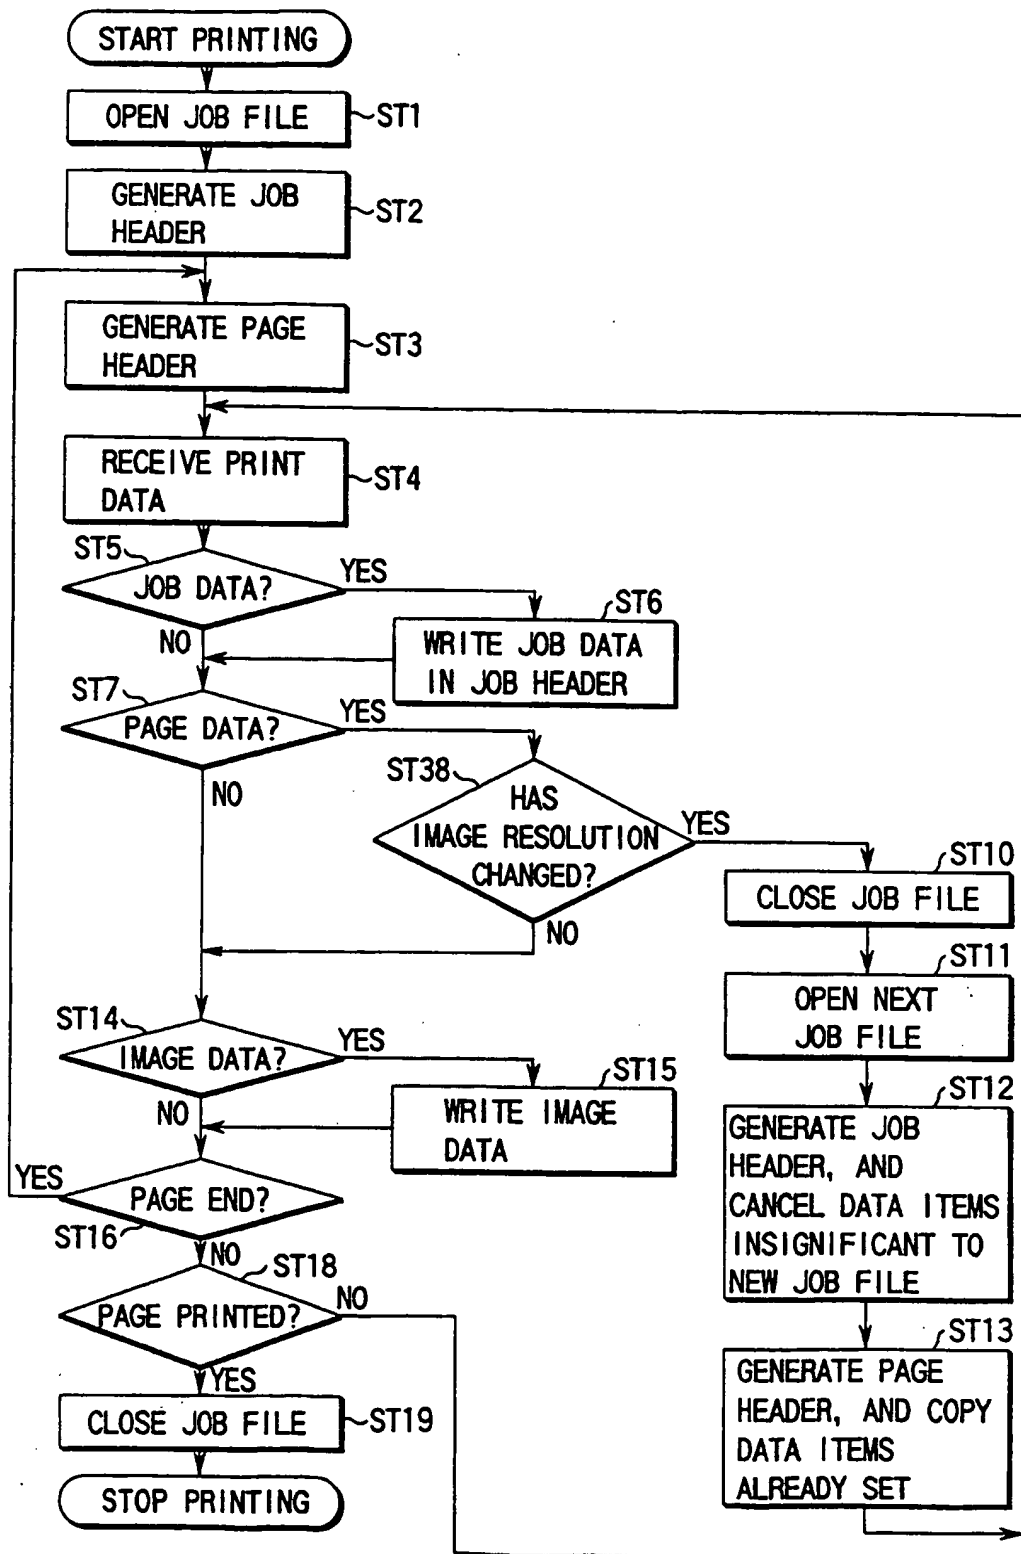 START PRINTING
OPEN JOB FILE
ST1
GENERATE JOB
HEADER
ST2
GENERATE PAGE
HEADER
ST3
RECEIVE PRINT
DATA
ST4
ST5
JOB DATA?
YES
NO
ST6
WRITE JOB DATA
IN JOB HEADER
ST7
PAGE DATA?
YES
NO
ST38
HAS
IMAGE RESOLUTION
CHANGED?
YES
NO
ST10
CLOSE JOB FILE
ST11
OPEN NEXT
JOB FILE
ST12
GENERATE JOB
HEADER, AND
CANCEL DATA ITEMS
INSIGNIFICANT TO
NEW JOB FILE
ST13
GENERATE PAGE
HEADER, AND COPY
DATA ITEMS
ALREADY SET
ST14
IMAGE DATA?
YES
NO
ST15
WRITE IMAGE
DATA
YES
PAGE END?
ST16
NO
ST18
PAGE PRINTED?
NO
YES
CLOSE JOB FILE
ST19
STOP PRINTING